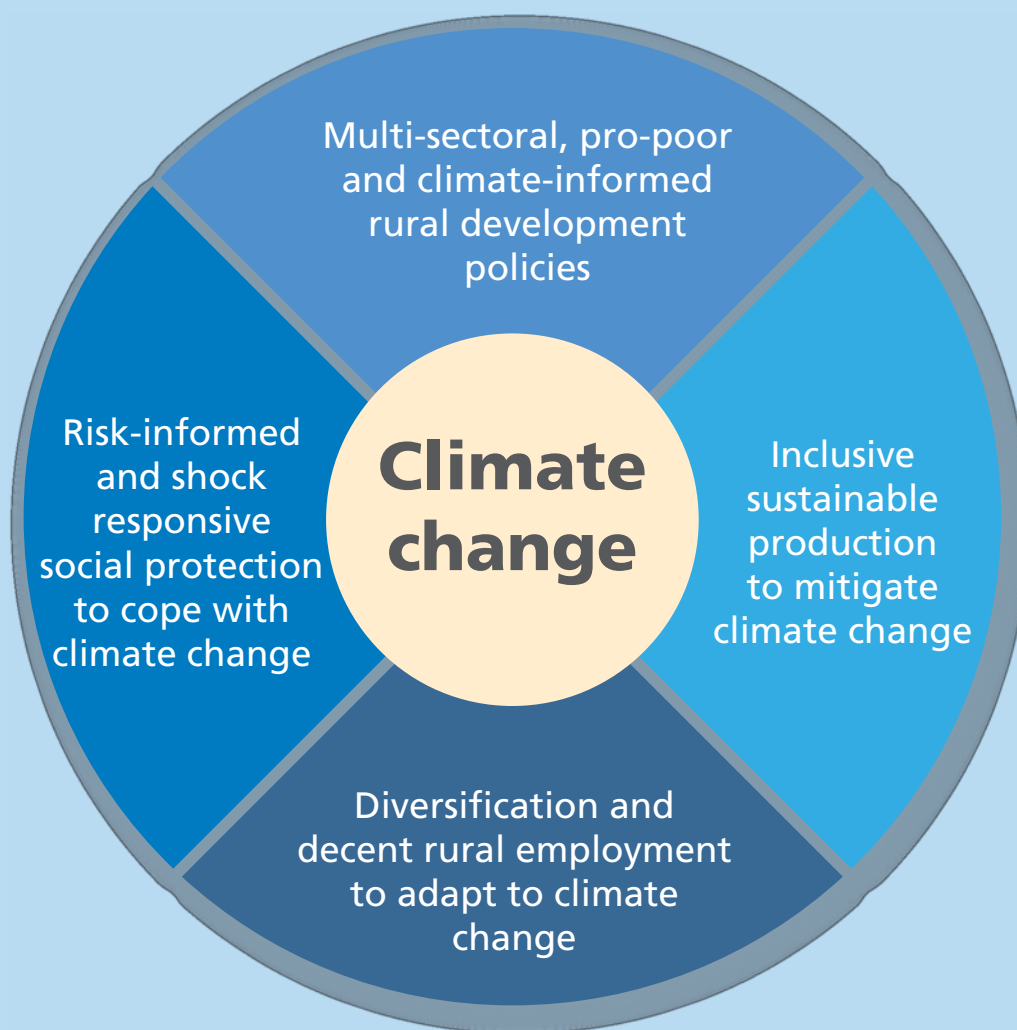 Multi-sectoral, pro-poor
and climate-informed
rural development
policies
Risk-informed
and shock
responsive
social protection
to cope with
climate change
Climate
change
Inclusive
sustainable
production
to mitigate
climate change
Diversification and
decent rural employment
to adapt to climate
change